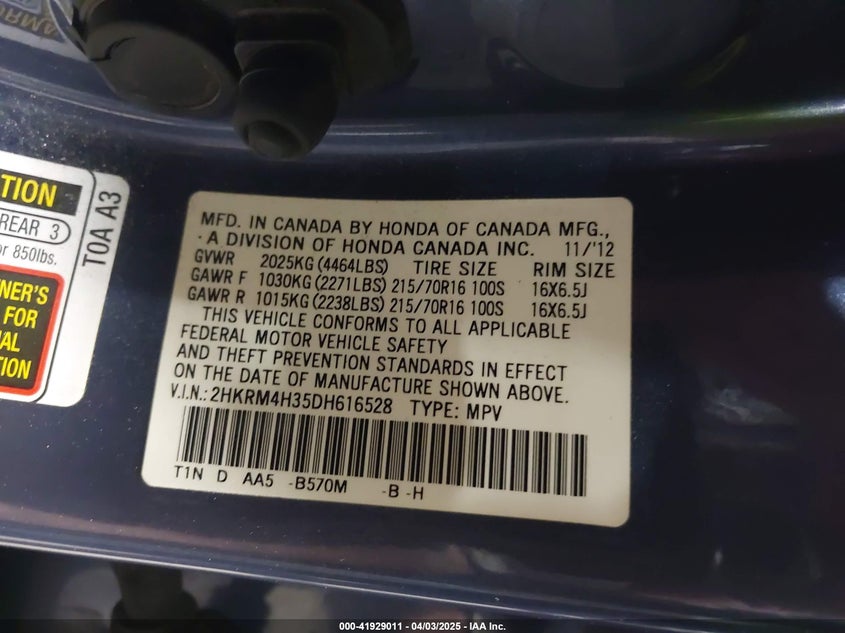 TION
REAR 3
or 850lbs.
NER'S
FOR
AL
TION
T0A A3
MFD. IN CANADA BY HONDA OF CANADA MFG.,
A DIVISION OF HONDA CANADA INC. 11/'12
GVWR 2025KG (4464LBS) TIRE SIZE RIM SIZE
GAWR F 1030KG (2271LBS) 215/70R16 100S 16X6.5J
GAWR R 1015KG (2238LBS) 215/70R16 100S 16X6.5J
THIS VEHICLE CONFORMS TO ALL APPLICABLE
FEDERAL MOTOR VEHICLE SAFETY
AND THEFT PREVENTION STANDARDS IN EFFECT
ON THE DATE OF MANUFACTURE SHOWN ABOVE.
V.I.N.: 2HKRM4H35DH616528 TYPE: MPV
T1N D AA5 -B570M -B -H
000-41929011 - 04/03/2025 - IAA Inc.